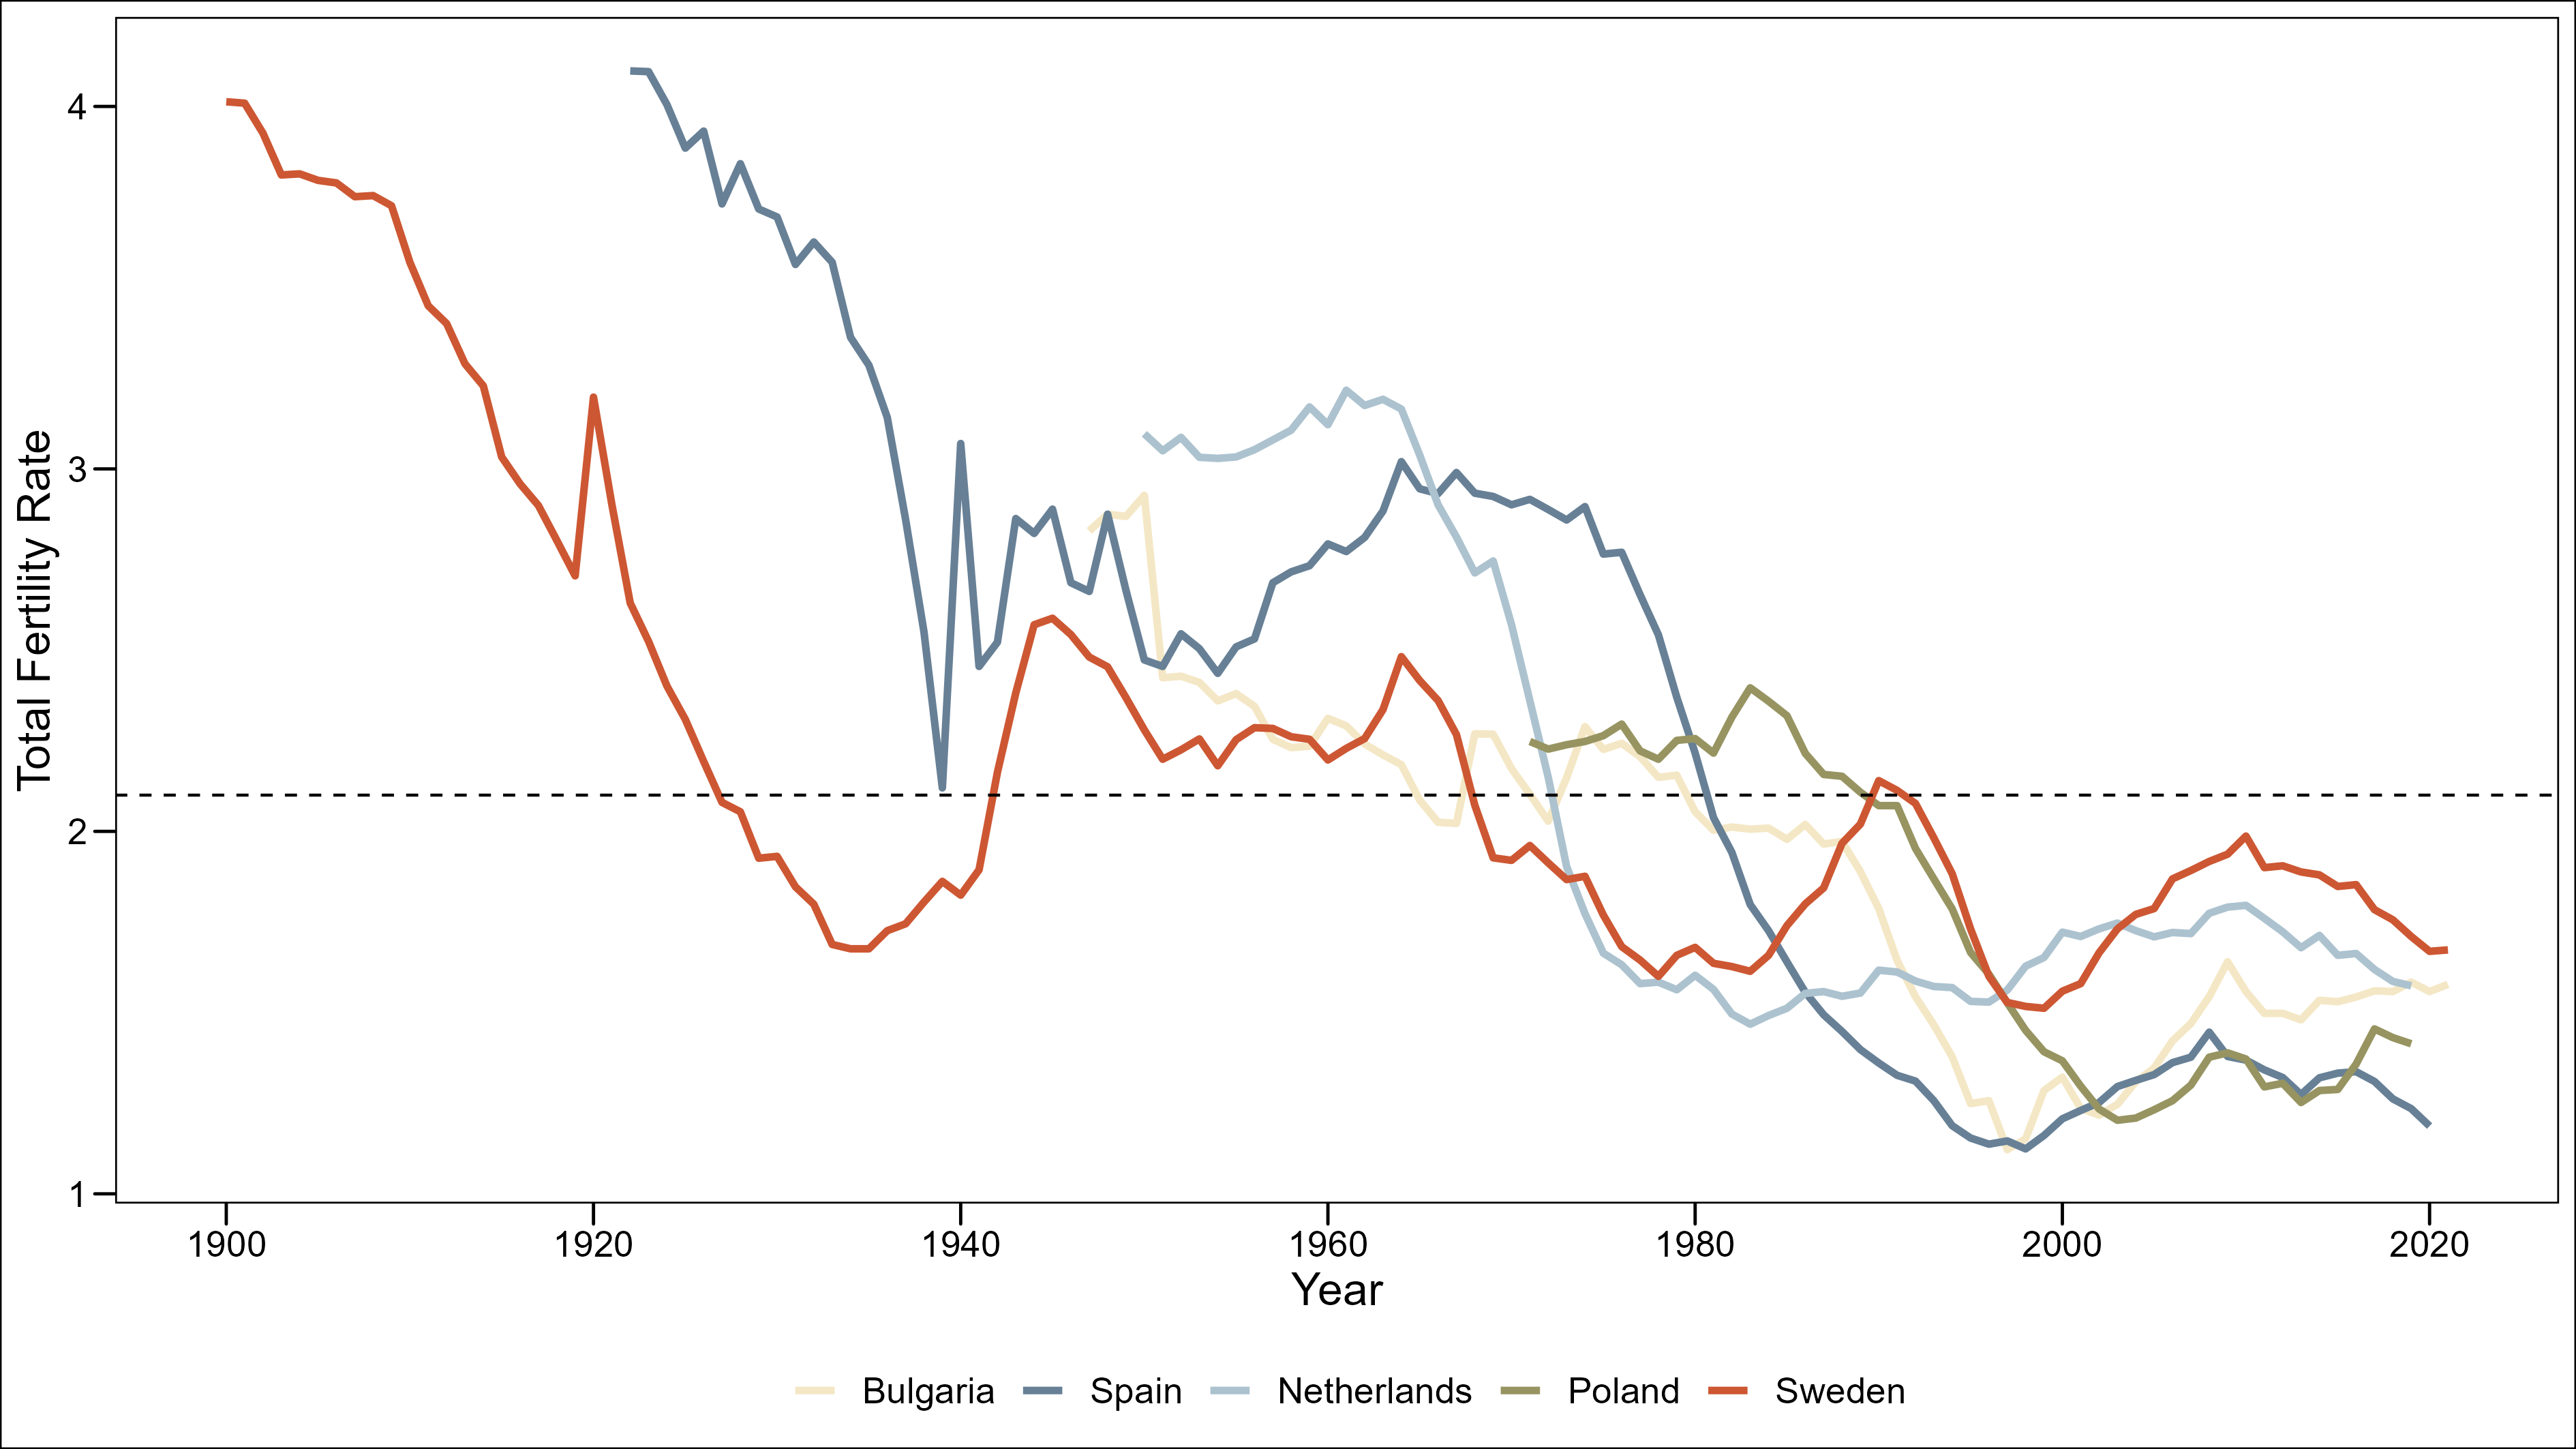 Total Fertility Rate
4
3
2
1
1900 1920 1940 1960 1980 2000 2020
Year
Bulgaria Spain Netherlands Poland Sweden